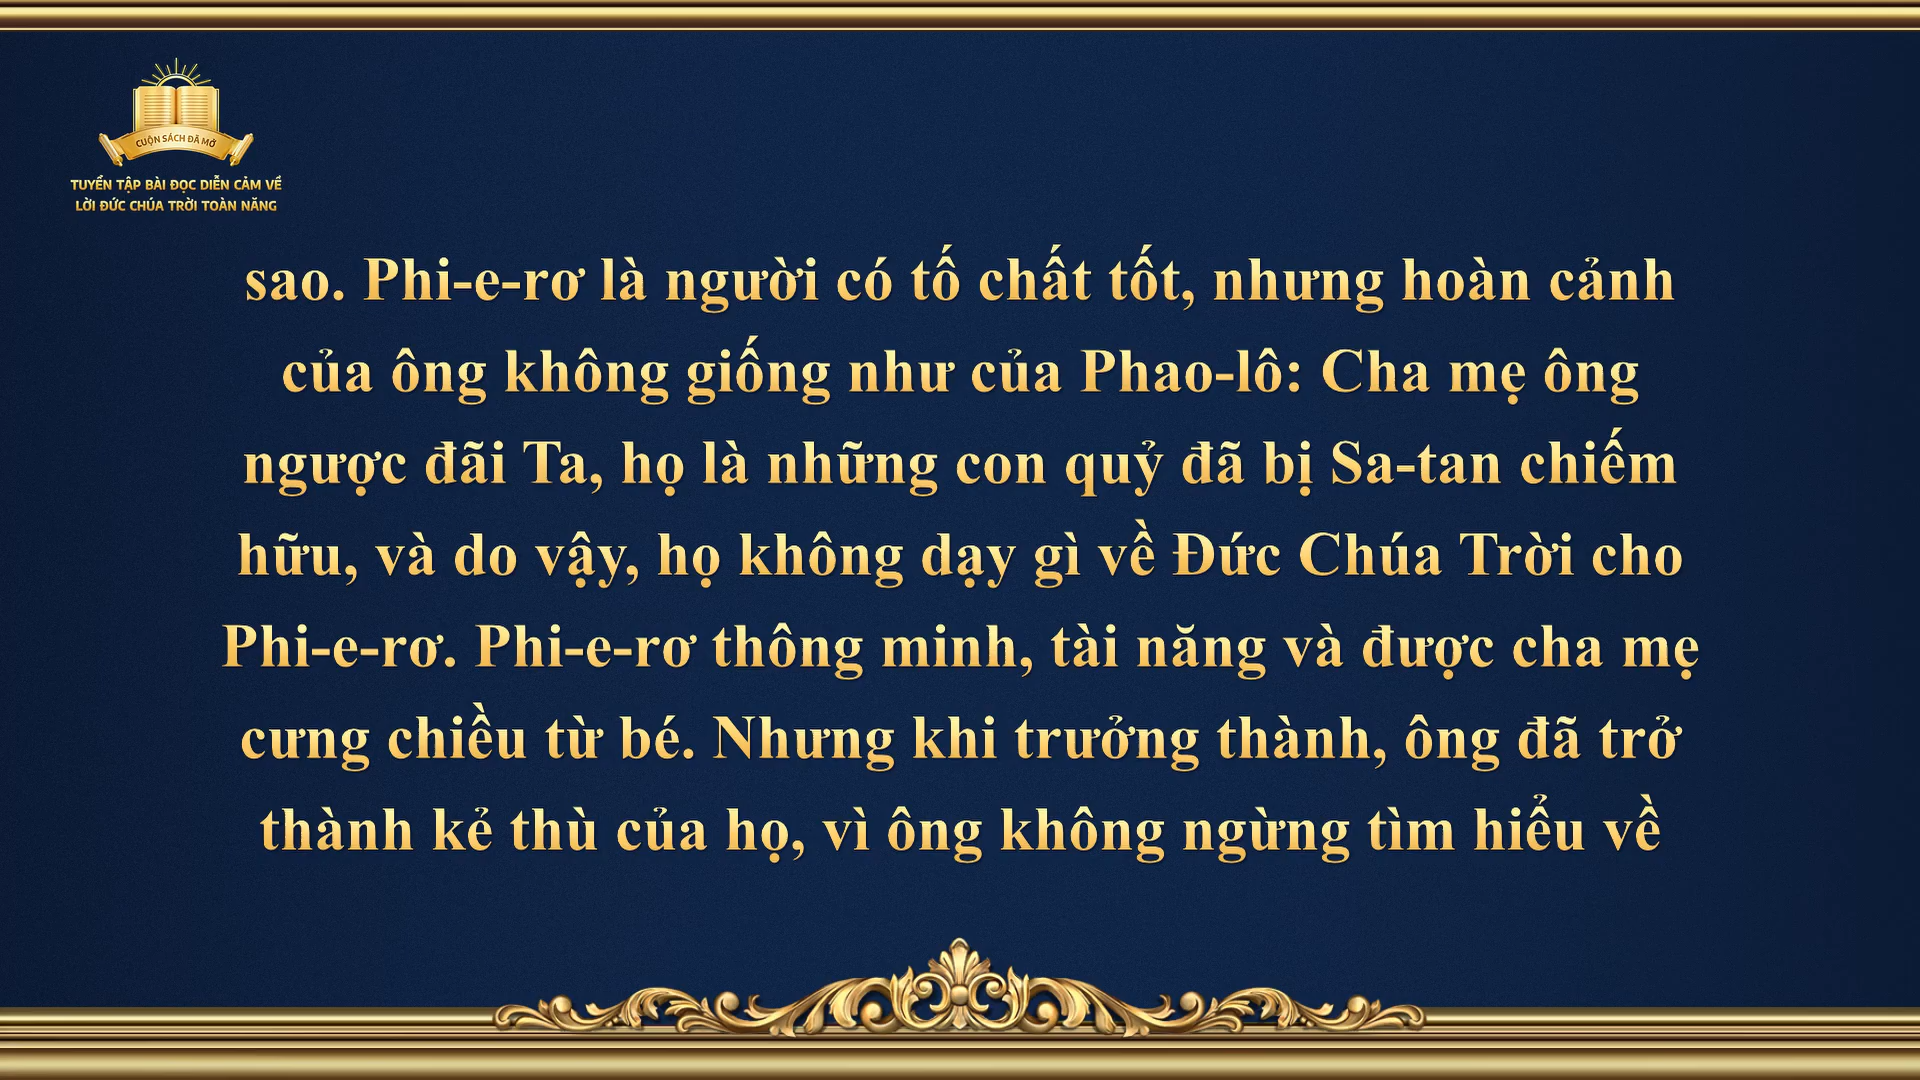 CUỘN SÁCH ĐÃ MỞ
TUYỂN TẬP BÀI ĐỌC DIỄN CẢM VỀ
LỜI ĐỨC CHÚA TRỜI TOÀN NĂNG
sao. Phi-e-rơ là người có tố chất tốt, nhưng hoàn cảnh
của ông không giống như của Phao-lô: Cha mẹ ông
ngược đãi Ta, họ là những con quỷ đã bị Sa-tan chiếm
hữu, và do vậy, họ không dạy gì về Đức Chúa Trời cho
Phi-e-rơ. Phi-e-rơ thông minh, tài năng và được cha mẹ
cưng chiều từ bé. Nhưng khi trưởng thành, ông đã trở
thành kẻ thù của họ, vì ông không ngừng tìm hiểu về